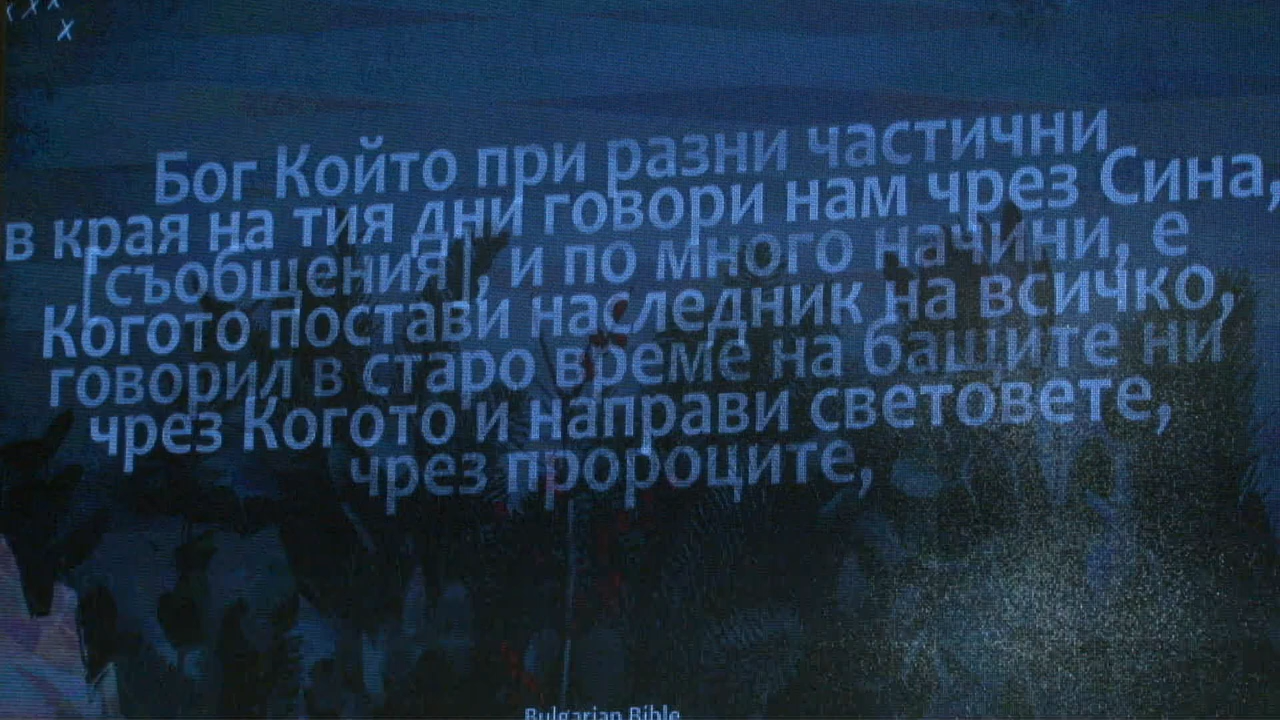 x x x
x
Бог Който при разни частични
в края на тия дни говори нам чрез Сина,
[съобщения], и по много начини, е
Когото постави наследник на всичко,
говорил в старо време на бащите ни
чрез Когото и направи световете,
чрез пророците,
Bulgarian Bible